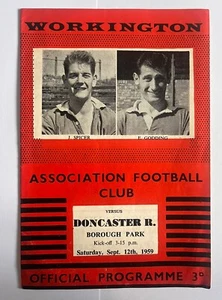 WORKINGTON
J. SPICER
E. GODDING
ASSOCIATION FOOTBALL
CLUB
VERSUS
DONCASTER R.
BOROUGH PARK
Kick-off 3-15 p.m.
Saturday, Sept. 12th, 1959
OFFICIAL PROGRAMME 3D